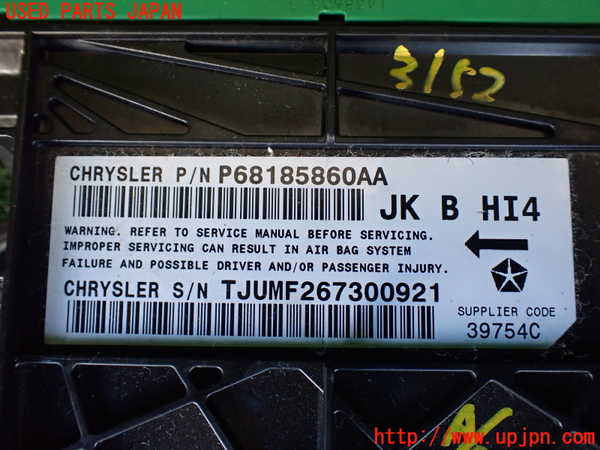 USED PARTS JAPAN
3152
CHRYSLER P/N P68185860AA
JK B HI4
WARNING. REFER TO SERVICE MANUAL BEFORE SERVICING.
IMPROPER SERVICING CAN RESULT IN AIR BAG SYSTEM
FAILURE AND POSSIBLE DRIVER AND/OR PASSENGER INJURY.
CHRYSLER S/N TJUMF267300921
SUPPLIER CODE
39754C
http://www.upjpn.com/